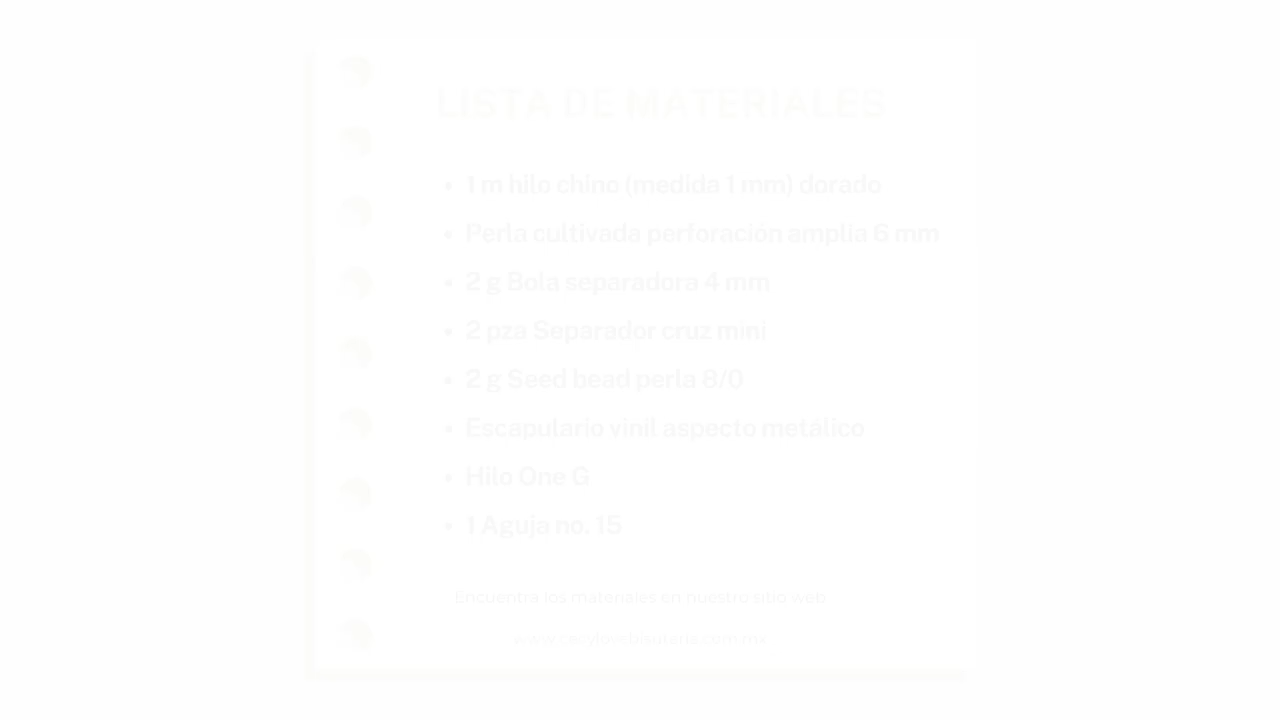 LISTA DE MATERIALES
• 1 m hilo chino (medida 1 mm) dorado
• Perla cultivada perforación amplia 6 mm
• 2 g Bola separadora 4 mm
• 2 pza Separador cruz mini
• 2 g Seed bead perla 8/0
• Escapulario vinil aspecto metálico
• Hilo One G
• 1 Aguja no. 15
Encuentra los materiales en nuestro sitio web